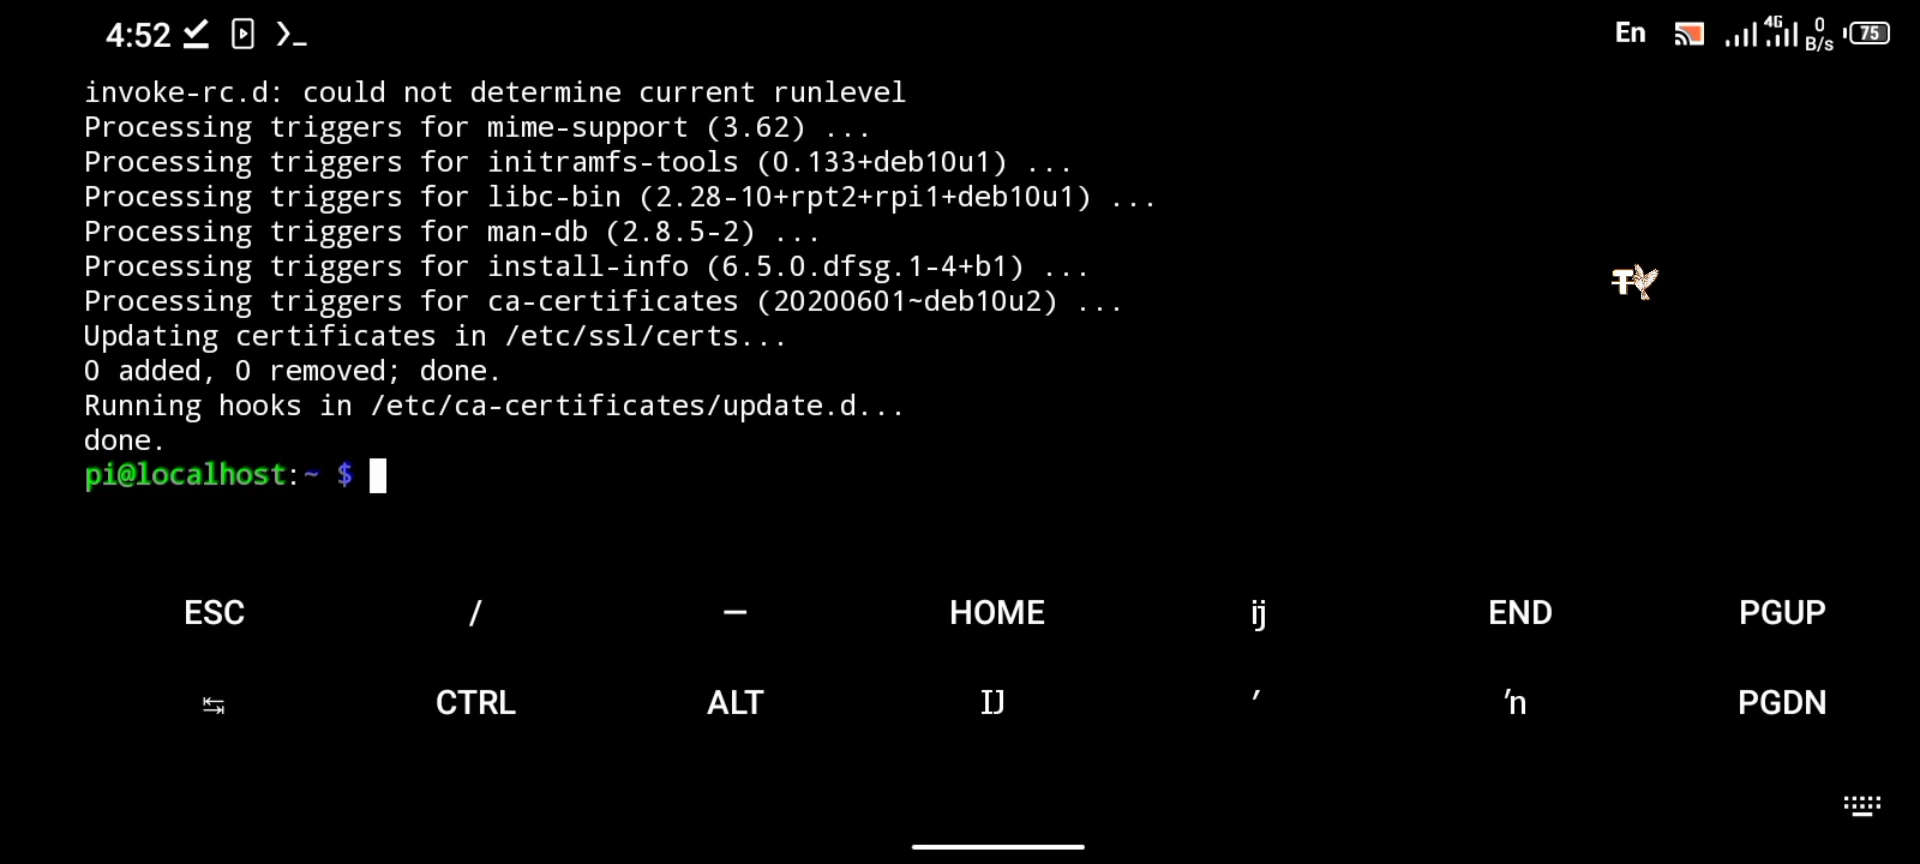 4:52
En 4G 0 B/s 75
invoke-rc.d: could not determine current runlevel
Processing triggers for mime-support (3.62) ...
Processing triggers for initramfs-tools (0.133+deb10u1) ...
Processing triggers for libc-bin (2.28-10+rpt2+rpi1+deb10u1) ...
Processing triggers for man-db (2.8.5-2) ...
Processing triggers for install-info (6.5.0.dfsg.1-4+b1) ...
Processing triggers for ca-certificates (20200601~deb10u2) ...
Updating certificates in /etc/ssl/certs...
0 added, 0 removed; done.
Running hooks in /etc/ca-certificates/update.d...
done.
pi@localhost:~ $
ESC / — HOME ĳ END PGUP
↹ CTRL ALT Ĳ ′ ŉ PGDN